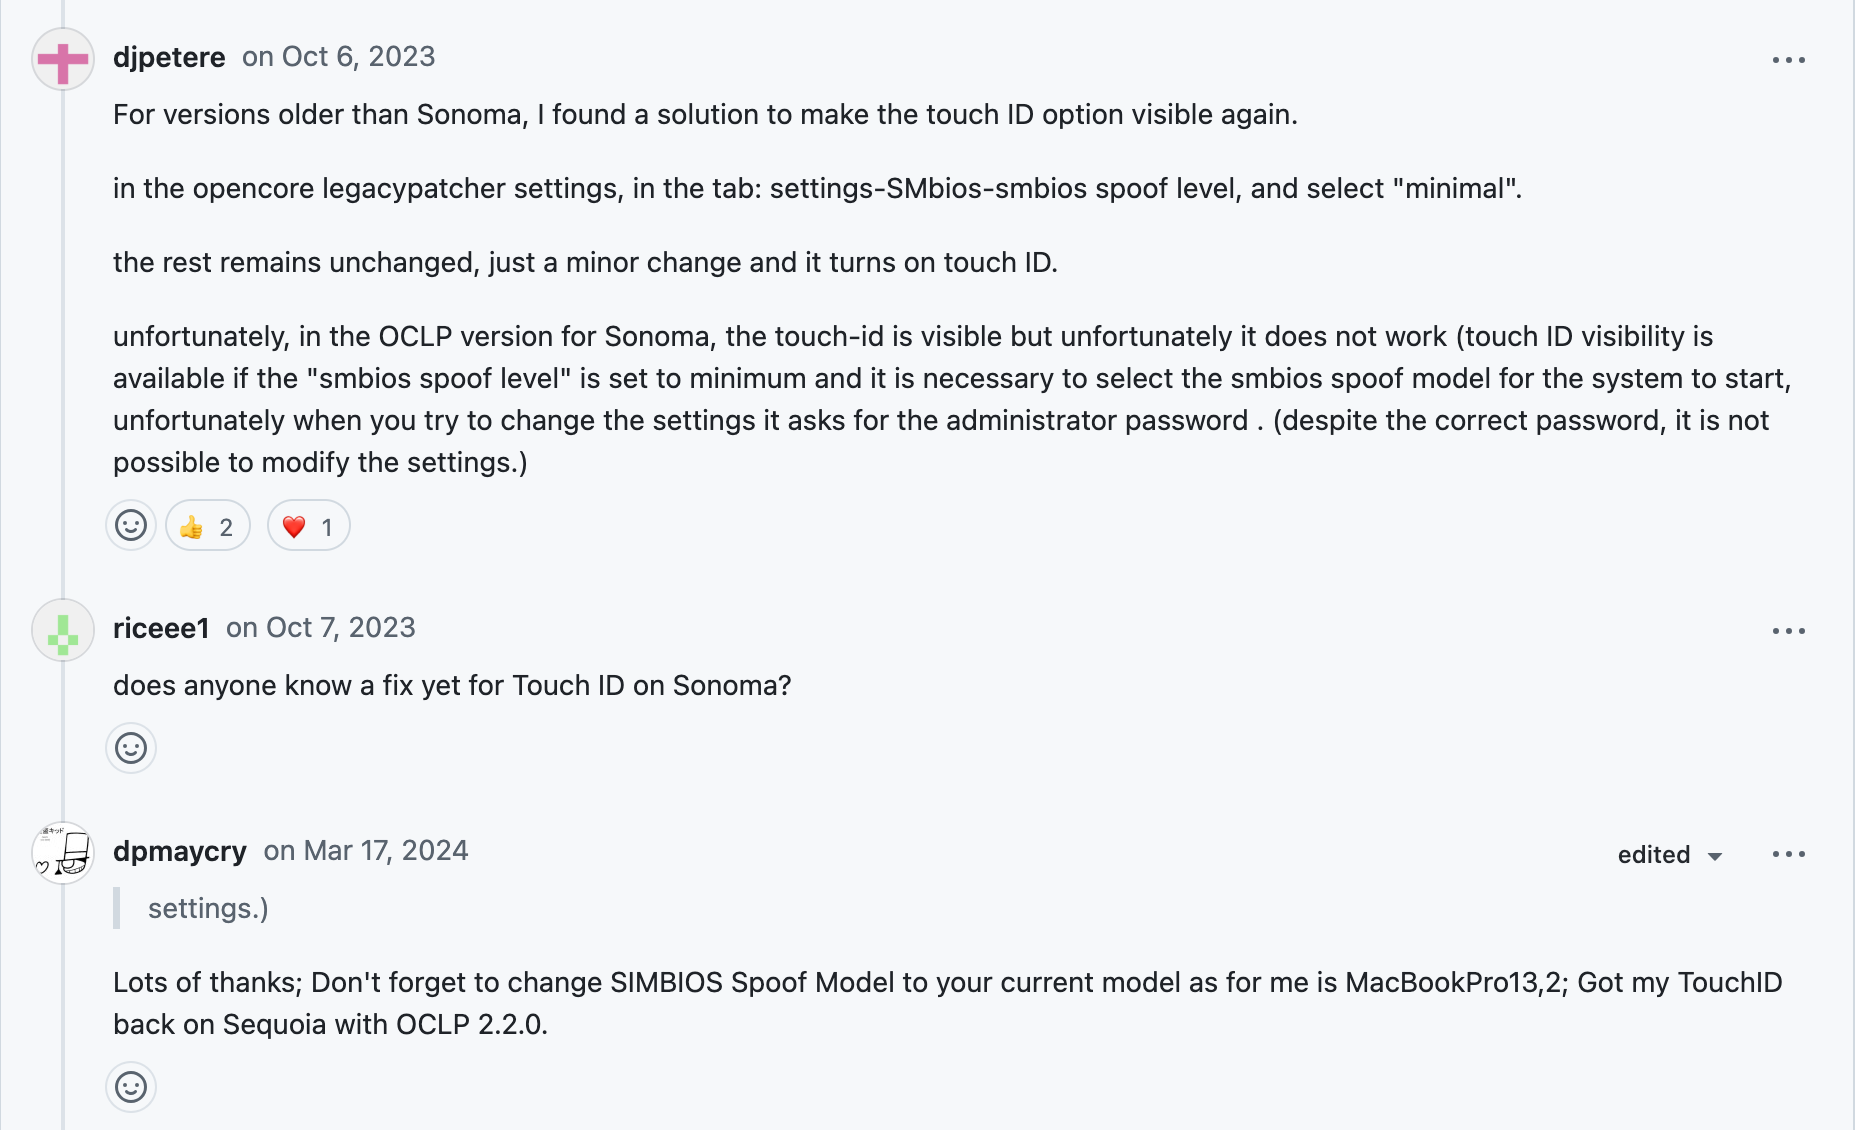 djpetere on Oct 6, 2023
For versions older than Sonoma, I found a solution to make the touch ID option visible again.
in the opencore legacypatcher settings, in the tab: settings-SMbios-smbios spoof level, and select "minimal".
the rest remains unchanged, just a minor change and it turns on touch ID.
unfortunately, in the OCLP version for Sonoma, the touch-id is visible but unfortunately it does not work (touch ID visibility is
available if the "smbios spoof level" is set to minimum and it is necessary to select the smbios spoof model for the system to start,
unfortunately when you try to change the settings it asks for the administrator password . (despite the correct password, it is not
possible to modify the settings.)
👍 2 ❤️ 1
riceee1 on Oct 7, 2023
does anyone know a fix yet for Touch ID on Sonoma?
dpmaycry on Mar 17, 2024 edited
settings.)
Lots of thanks; Don't forget to change SIMBIOS Spoof Model to your current model as for me is MacBookPro13,2; Got my TouchID
back on Sequoia with OCLP 2.2.0.